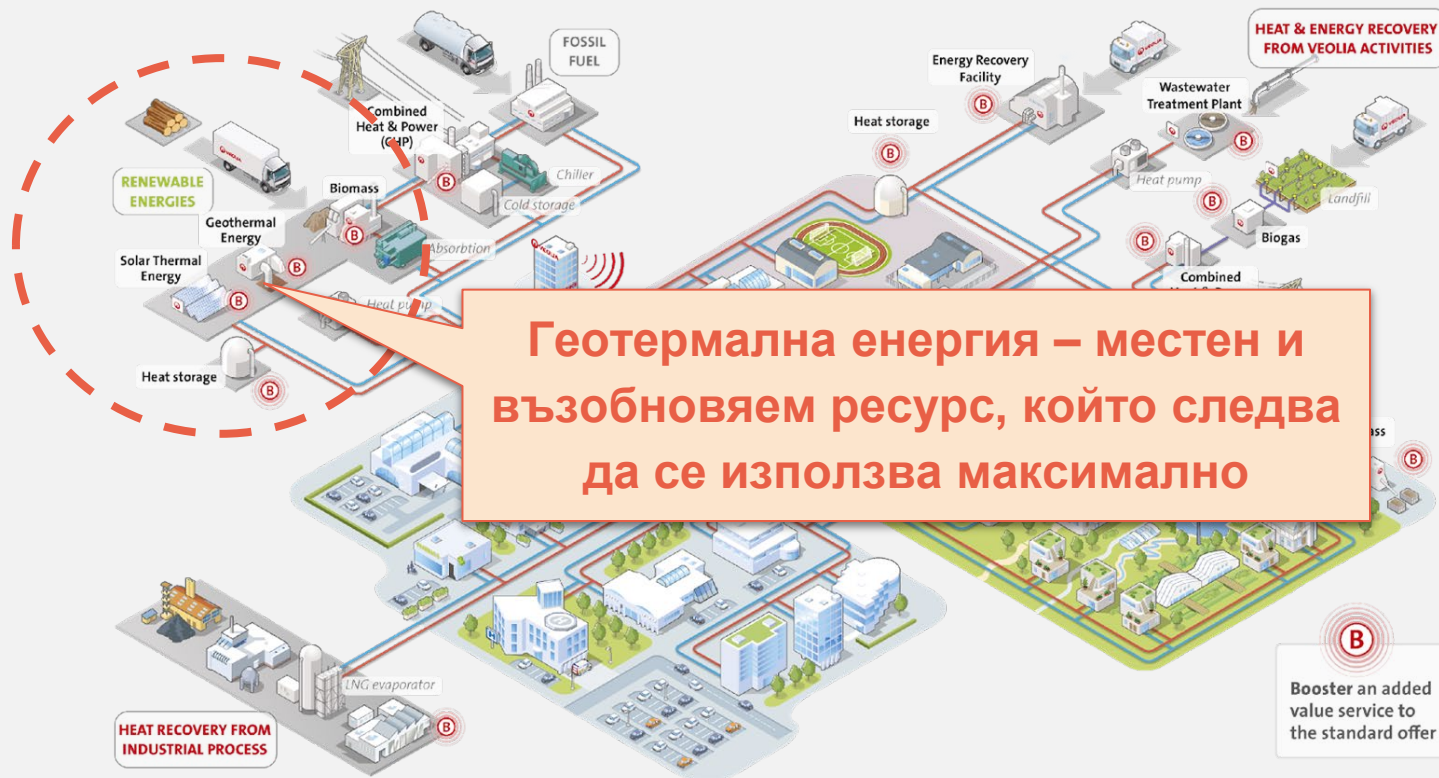 HEAT & ENERGY RECOVERY
FROM VEOLIA ACTIVITIES
FOSSIL
FUEL
Energy Recovery
Facility
B
Wastewater
Treatment Plant
B
Combined
Heat & Power
(CHP)
B
Heat storage
B
VEOLIA
VEOLIA
RENEWABLE
ENERGIES
Biomass
B
Chiller
Cold storage
Heat pump
B
Landfill
Geothermal
Energy
B
Absorbtion
VEOLIA
B
Biogas
Solar Thermal
Energy
B
Heat pump
Combined
Heat storage
B
Геотермална енергия – местен и
възобновяем ресурс, който следва
да се използва максимално
B
H
H
LNG evaporator
B
HEAT RECOVERY FROM
INDUSTRIAL PROCESS
B
Booster an added
value service to
the standard offer